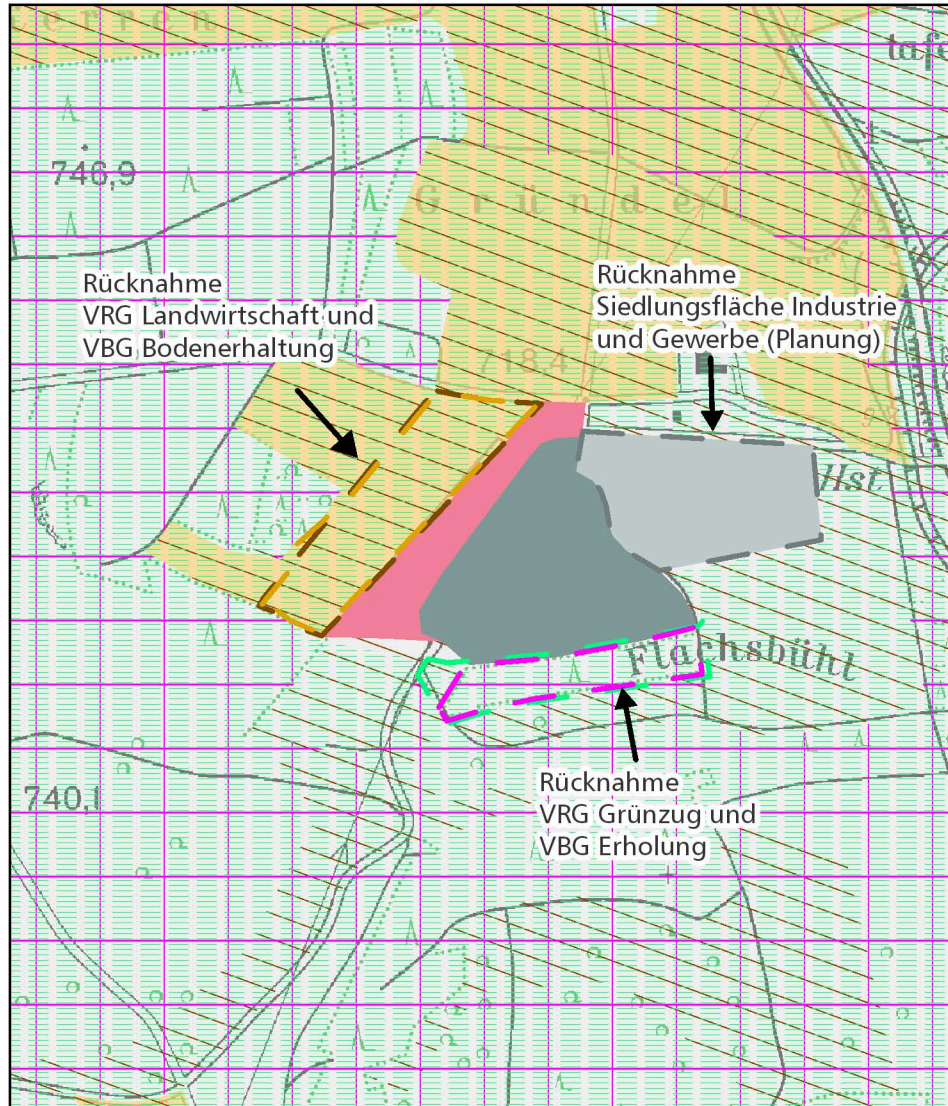 746,9
G r ü n d e l
Rücknahme
VRG Landwirtschaft und
VBG Bodenerhaltung
Rücknahme
Siedlungsfläche Industrie
und Gewerbe (Planung)
718,4
Hst.
Flachsbühl
Rücknahme
VRG Grünzug und
VBG Erholung
740,1